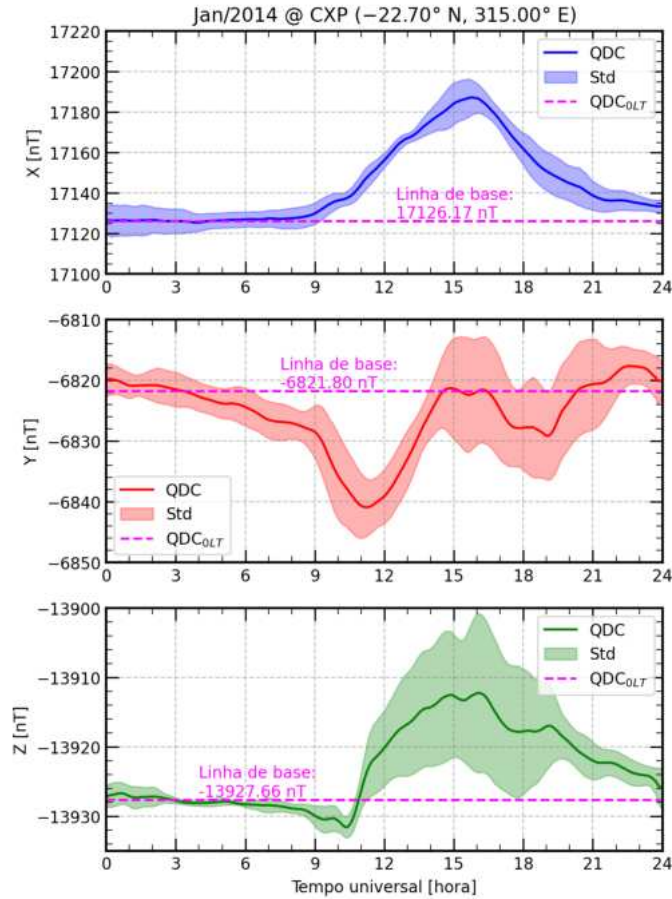 Jan/2014 @ CXP (−22.70° N, 315.00° E)
17220
17200
17180
17160
17140
17120
17100
X [nT]
QDC
Std
QDC0LT
Linha de base:
17126.17 nT
0 3 6 9 12 15 18 21 24
−6810
−6820
−6830
−6840
−6850
Y [nT]
Linha de base:
-6821.80 nT
QDC
Std
QDC0LT
0 3 6 9 12 15 18 21 24
−13900
−13910
−13920
−13930
Z [nT]
QDC
Std
QDC0LT
Linha de base:
-13927.66 nT
0 3 6 9 12 15 18 21 24
Tempo universal [hora]